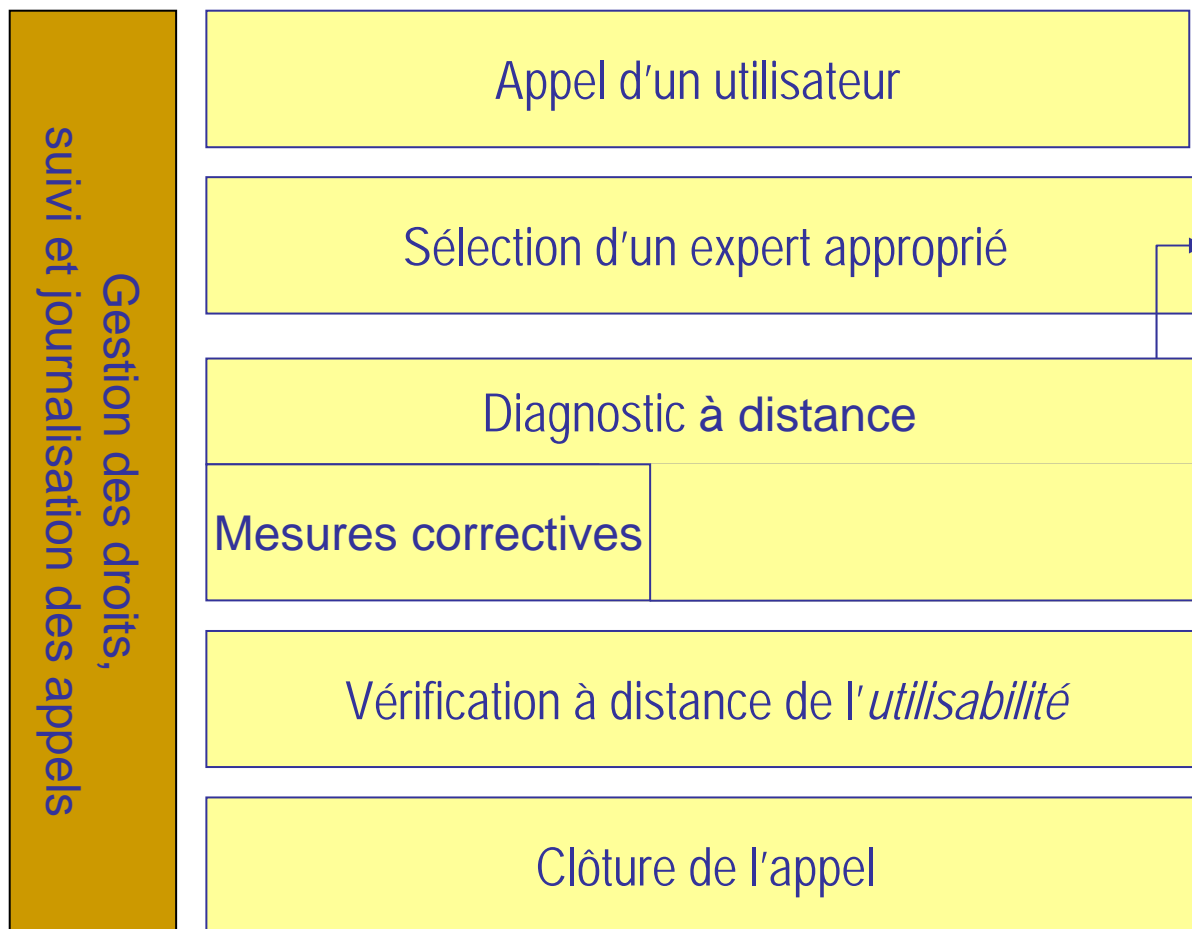 Gestion des droits,
suivi et journalisation des appels
Appel d'un utilisateur
Sélection d'un expert approprié
Diagnostic à distance
Mesures correctives
Vérification à distance de l'utilisabilité
Clôture de l'appel